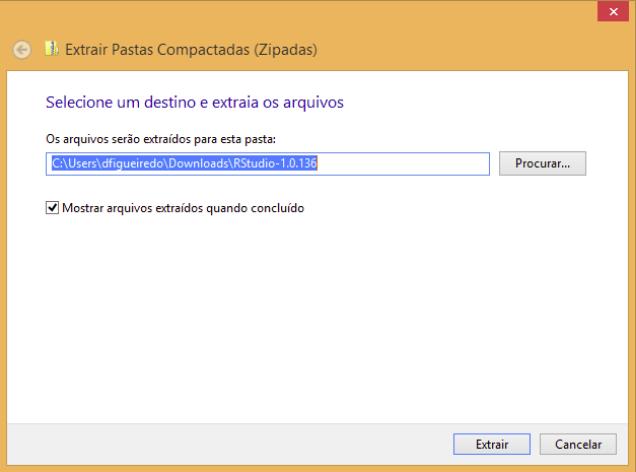 Extrair Pastas Compactadas (Zipadas)
Selecione um destino e extraia os arquivos
Os arquivos serão extraídos para esta pasta:
C:\Users\dfigueiredo\Downloads\RStudio-1.0.136
Procurar...
Mostrar arquivos extraídos quando concluído
Extrair
Cancelar